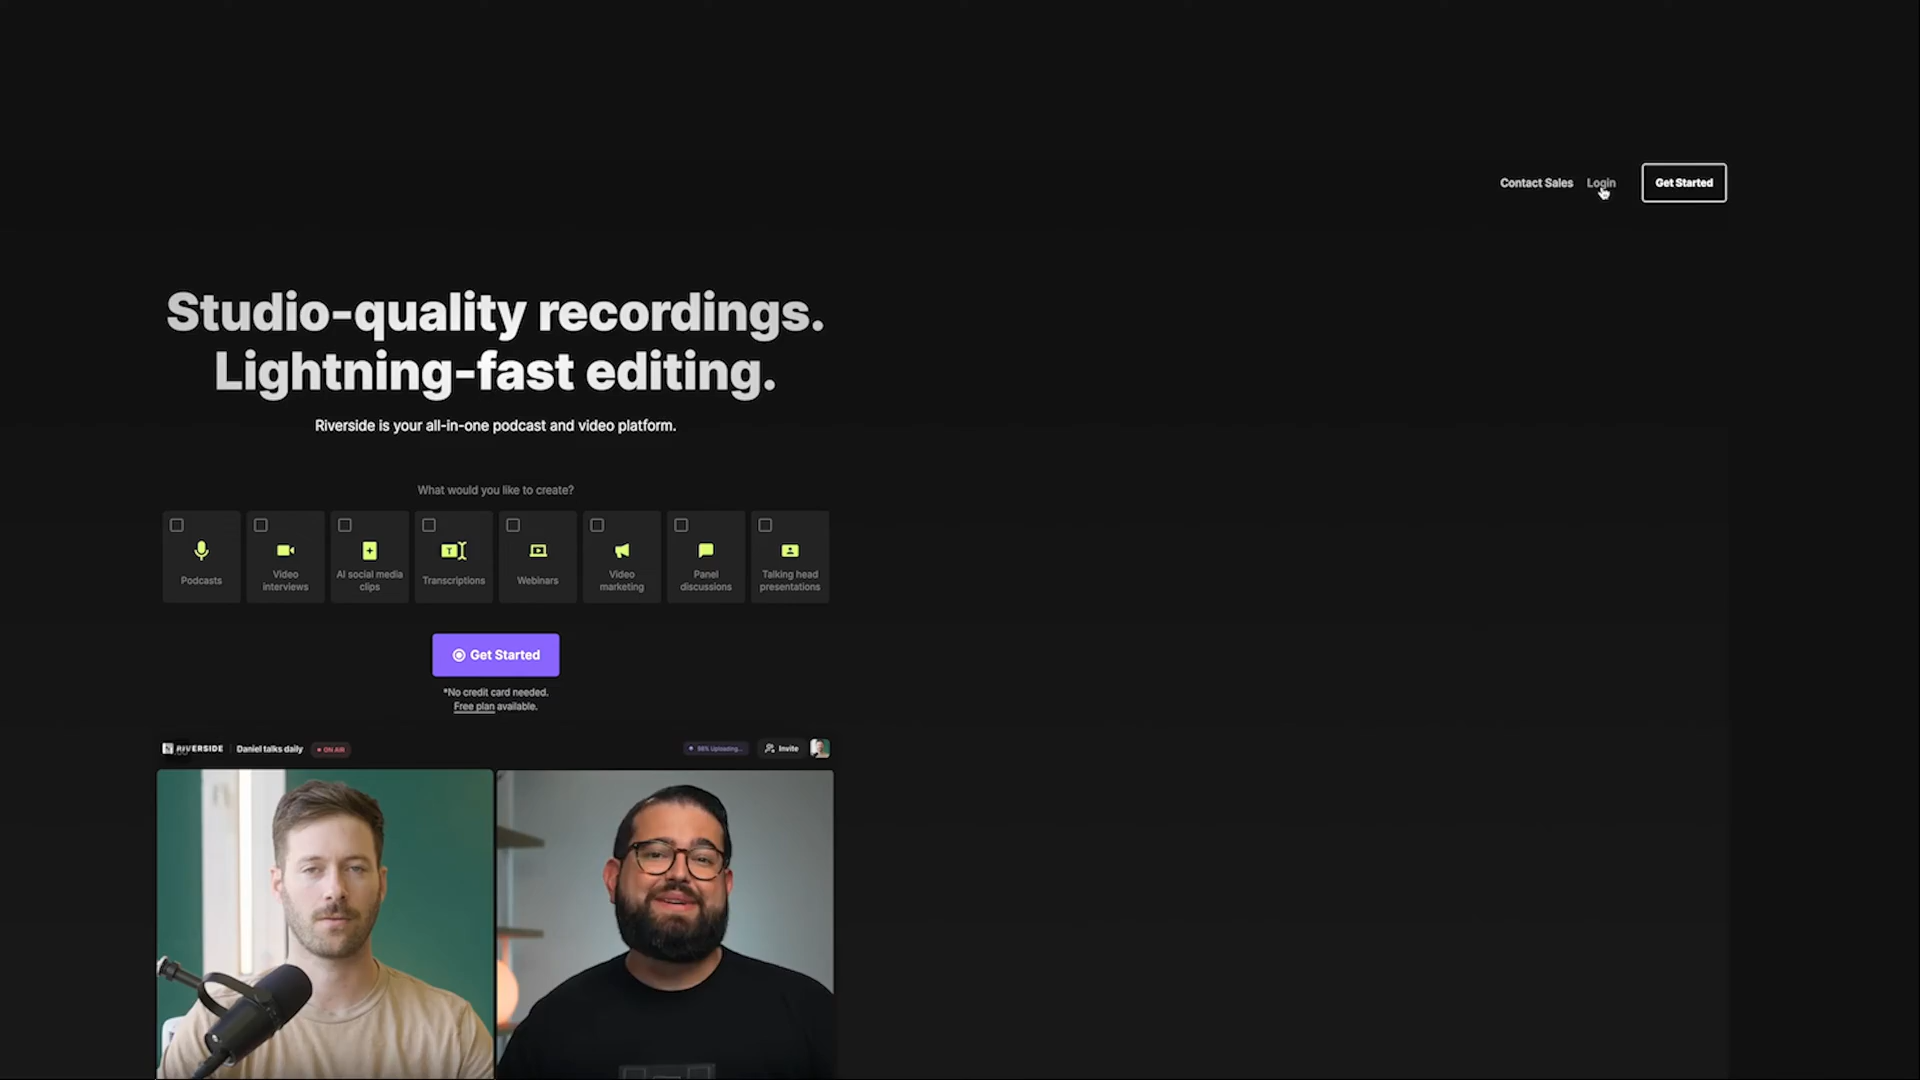 Contact Sales
Login
Get Started
Studio-quality recordings.
Lightning-fast editing.
Riverside is your all-in-one podcast and video platform.
What would you like to create?
Podcasts
Video
interviews
AI social media
clips
Transcriptions
Webinars
Video
marketing
Panel
discussions
Talking head
presentations
Get Started
*No credit card needed.
Free plan available.
RIVERSIDE
Daniel talks daily
ON AIR
98% Uploading...
Invite